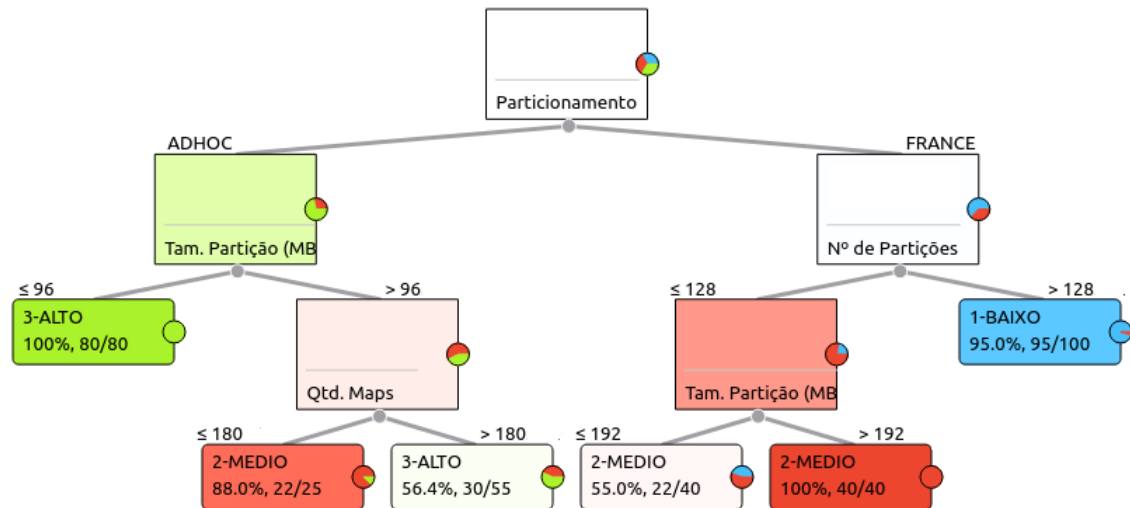 Particionamento
ADHOC
FRANCE
Tam. Partição (MB
Nº de Partições
≤ 96
> 96
≤ 128
> 128
3-ALTO
100%, 80/80
1-BAIXO
95.0%, 95/100
Qtd. Maps
Tam. Partição (MB
≤ 180
> 180
≤ 192
> 192
2-MEDIO
88.0%, 22/25
3-ALTO
56.4%, 30/55
2-MEDIO
55.0%, 22/40
2-MEDIO
100%, 40/40